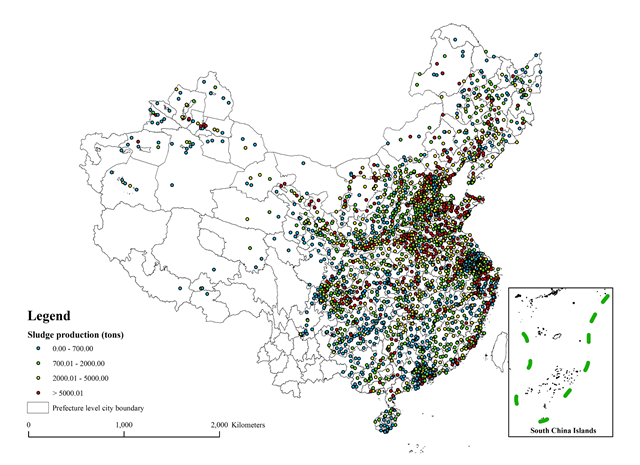 Legend
Sludge production (tons)
0.00 - 700.00
700.01 - 2000.00
2000.01 - 5000.00
> 5000.01
Prefecture level city boundary
0 1,000 2,000 Kilometers
South China Islands